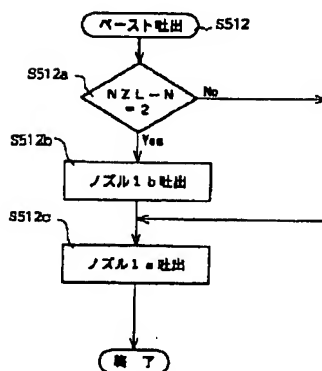 ペースト吐出
S512
S512a
NZL-N
=2
No
Yes
S512b
ノズル1b吐出
S512c
ノズル1a吐出
終了